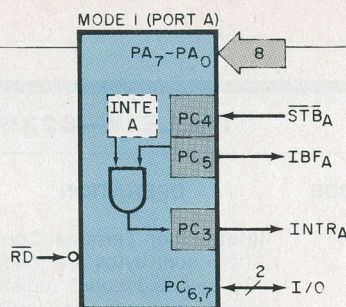 MODE 1 (PORT A)
PA7-PA0
8
INTE
A
PC4
STBA
PC5
IBFA
PC3
INTRA
RD
PC6,7
2
I/O